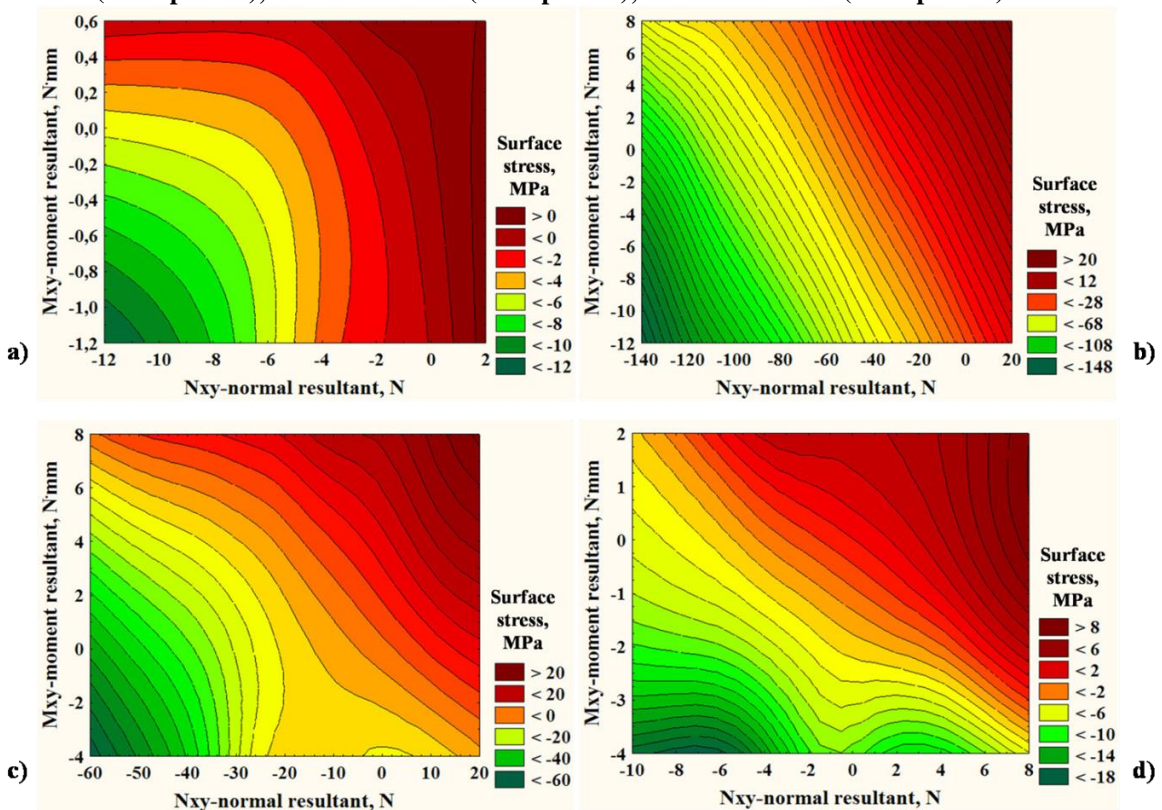 0,6
0,4
0,2
0,0
-0,2
-0,4
-0,6
-0,8
-1,0
-1,2
Mxy-moment resultant, N·mm
-12 -10 -8 -6 -4 -2 0 2
Nxy-normal resultant, N
Surface
stress,
MPa
> 0
< 0
< -2
< -4
< -6
< -8
< -10
< -12
a)
8
6
4
2
0
-2
-4
-6
-8
-10
-12
Mxy-moment resultant, N·mm
-140 -120 -100 -80 -60 -40 -20 0 20
Nxy-normal resultant, N
Surface
stress,
MPa
> 20
< 12
< -28
< -68
< -108
< -148
b)
8
6
4
2
0
-2
-4
Mxy-moment resultant, N·mm
-60 -50 -40 -30 -20 -10 0 10 20
Nxy-normal resultant, N
Surface
stress,
MPa
> 20
< 20
< 0
< -20
< -40
< -60
c)
2
1
0
-1
-2
-3
-4
Mxy-moment resultant, N·mm
-10 -8 -6 -4 -2 0 2 4 6 8
Nxy-normal resultant, N
Surface
stress,
MPa
> 8
< 6
< 2
< -2
< -6
< -10
< -14
< -18
d)